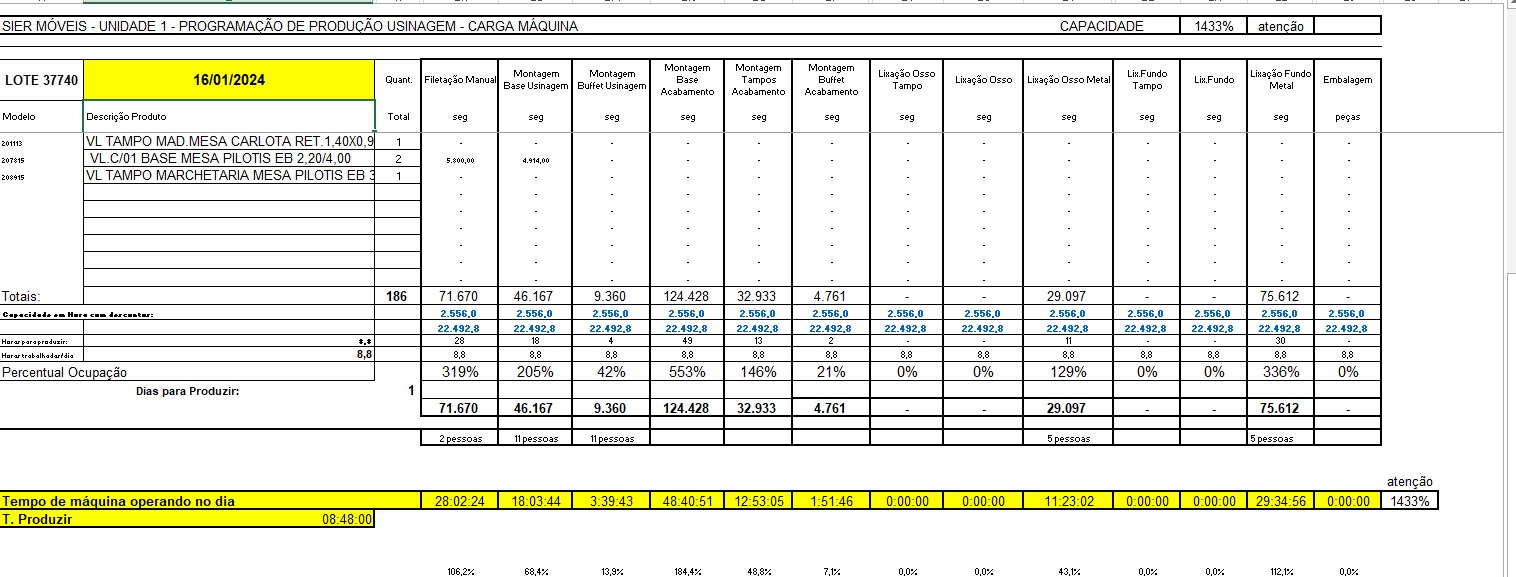 SIER MÓVEIS - UNIDADE 1 - PROGRAMAÇÃO DE PRODUÇÃO USINAGEM - CARGA MÁQUINA CAPACIDADE 1433% atenção
LOTE 37740 16/01/2024 Quant. Filetação Manual Montagem Base Usinagem Montagem Buffet Usinagem Montagem Base Acabamento Montagem Tampos Acabamento Montagem Buffet Acabamento Lixação Osso Tampo Lixação Osso Lixação Osso Metal Lix.Fundo Tampo Lix.Fundo Lixação Fundo Metal Embalagem
Modelo Descrição Produto Total seg seg seg seg seg seg seg seg seg seg seg seg peças
201113 VL TAMPO MAD.MESA CARLOTA RET.1,40X0,9 1 - - - - - - - - - - - - -
207815 VL.C/01 BASE MESA PILOTIS EB 2,20/4,00 2 5.800,00 4.914,00 - - - - - - - - - - -
208915 VL TAMPO MARCHETARIA MESA PILOTIS EB 3 1 - - - - - - - - - - - - -
- - - - - - - - - - - - -
- - - - - - - - - - - - -
- - - - - - - - - - - - -
- - - - - - - - - - - - -
- - - - - - - - - - - - -
- - - - - - - - - - - - -
Totais: 186 71.670 46.167 9.360 124.428 32.933 4.761 - - 29.097 - - 75.612 -
Capacidade em Hora com descontos: 2.556,0 2.556,0 2.556,0 2.556,0 2.556,0 2.556,0 2.556,0 2.556,0 2.556,0 2.556,0 2.556,0 2.556,0 2.556,0
22.492,8 22.492,8 22.492,8 22.492,8 22.492,8 22.492,8 22.492,8 22.492,8 22.492,8 22.492,8 22.492,8 22.492,8 22.492,8
Horas para produzir: 28 18 4 49 13 2 - - 11 - - 30 -
Horas trabalhadas/dia 8,8 8,8 8,8 8,8 8,8 8,8 8,8 8,8 8,8 8,8 8,8 8,8 8,8 8,8
Percentual Ocupação 319% 205% 42% 553% 146% 21% 0% 0% 129% 0% 0% 336% 0%
Dias para Produzir: 1
71.670 46.167 9.360 124.428 32.933 4.761 - - 29.097 - - 75.612 -
2 pessoas 11 pessoas 11 pessoas 5 pessoas 5 pessoas
atenção
Tempo de máquina operando no dia 28:02:24 18:03:44 3:39:43 48:40:51 12:53:05 1:51:46 0:00:00 0:00:00 11:23:02 0:00:00 0:00:00 29:34:56 0:00:00 1433%
T. Produzir 08:48:00
106,2% 68,4% 13,9% 184,4% 48,8% 7,1% 0,0% 0,0% 43,1% 0,0% 0,0% 112,1% 0,0%